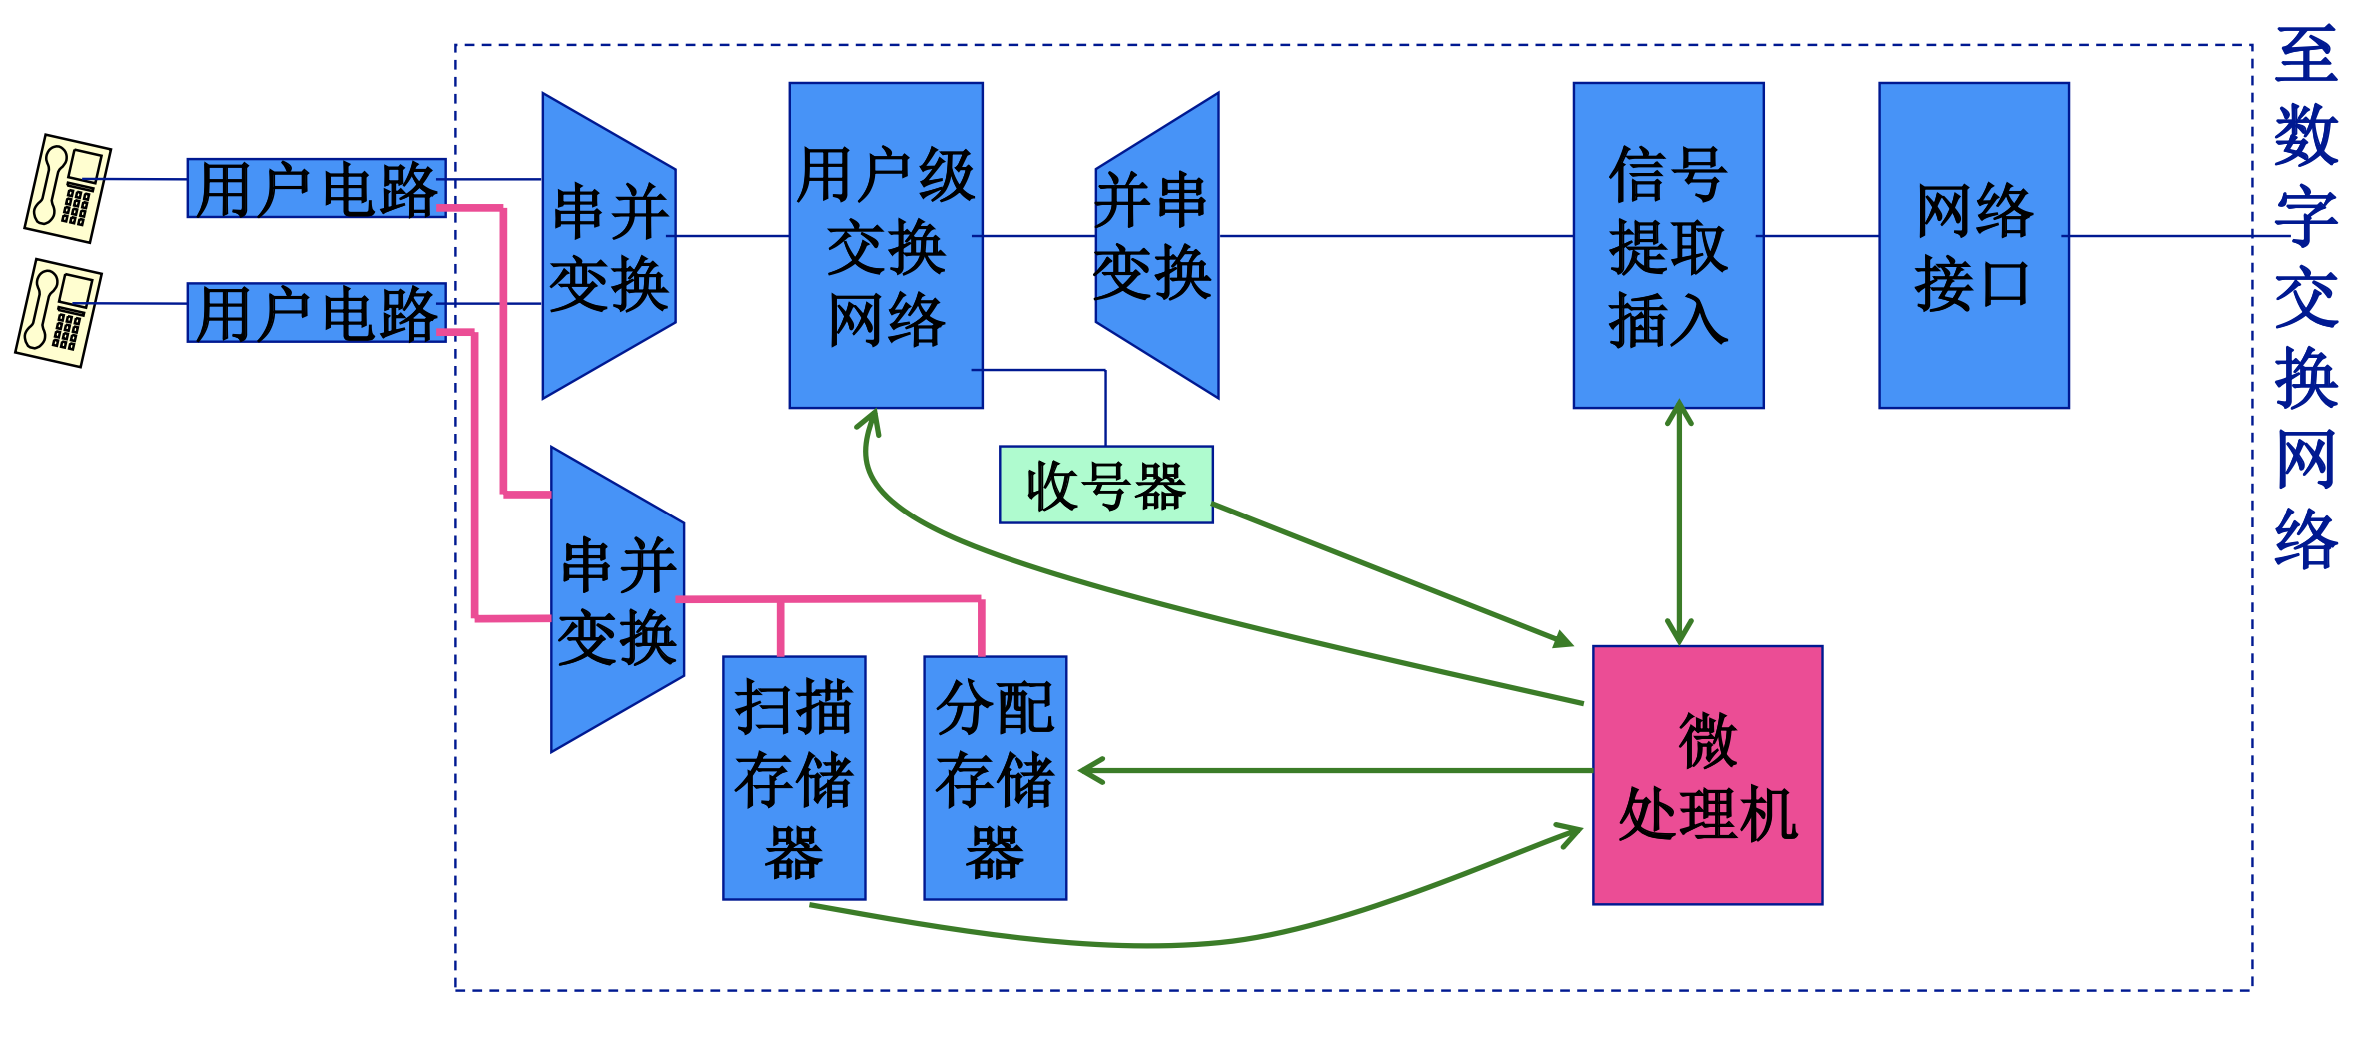 用户电路
用户电路
串并
变换
用户级
交换
网络
并串
变换
信号
提取
插入
网络
接口
至数字交换网络
收号器
串并
变换
扫描
存储
器
分配
存储
器
微
处理机